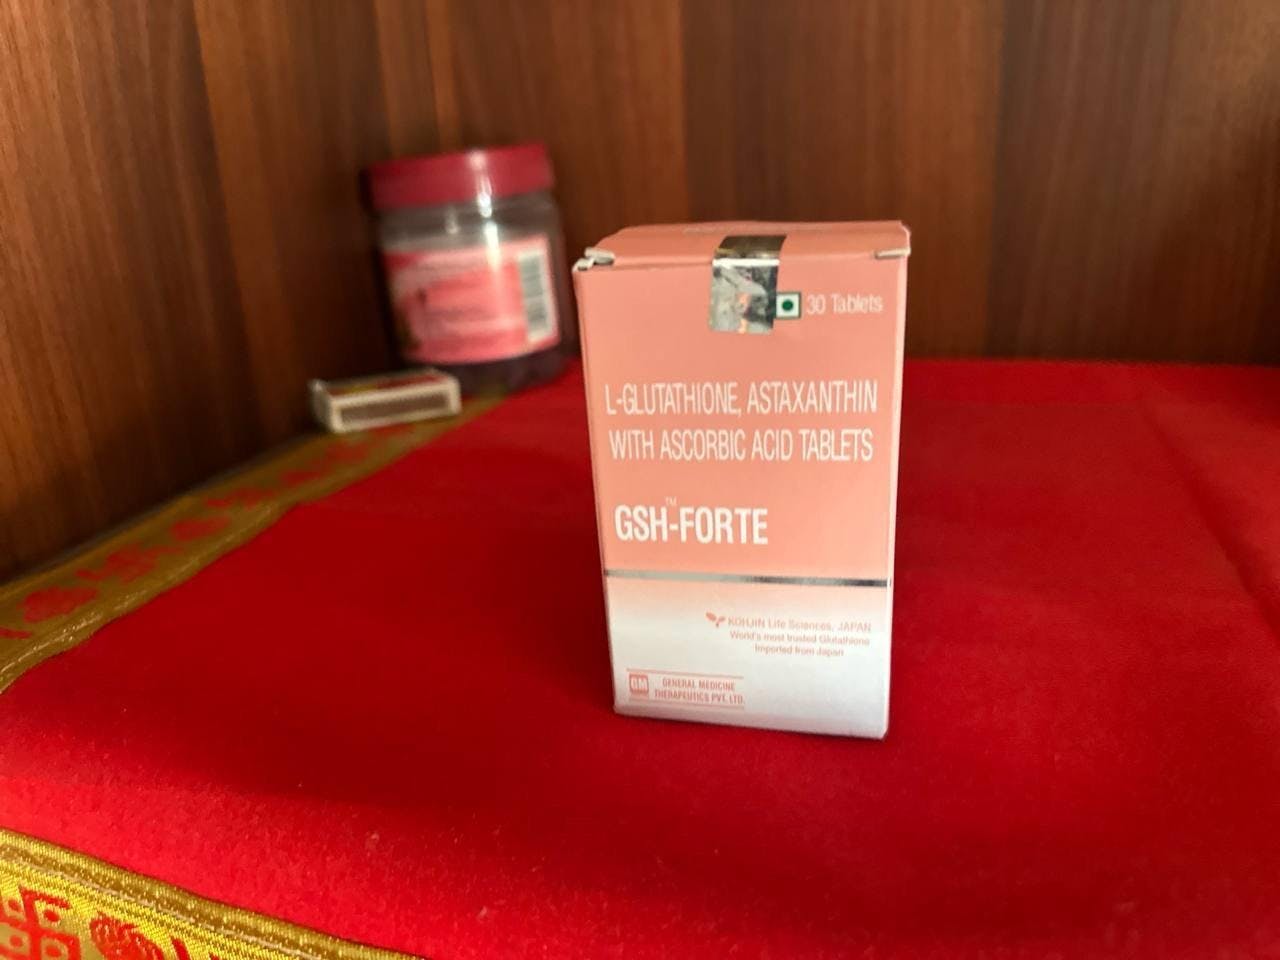 30 Tablets
L-GLUTATHIONE, ASTAXANTHIN
WITH ASCORBIC ACID TABLETS
GSH-FORTE™
KOHJIN Life Sciences, JAPAN
World's most trusted Glutathione
Imported from Japan
GM
GENERAL MEDICINE
THERAPEUTICS PVT. LTD.